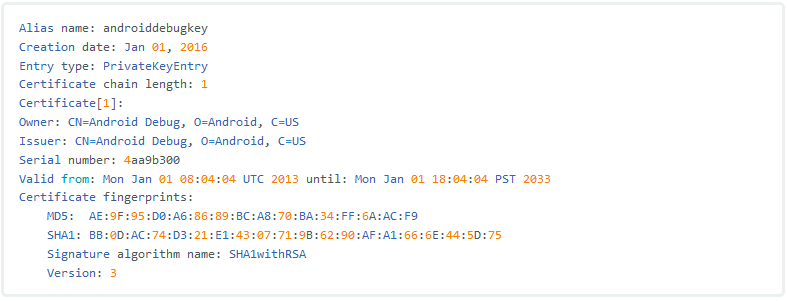 Alias name: androiddebugkey
Creation date: Jan 01, 2016
Entry type: PrivateKeyEntry
Certificate chain length: 1
Certificate[1]:
Owner: CN=Android Debug, O=Android, C=US
Issuer: CN=Android Debug, O=Android, C=US
Serial number: 4aa9b300
Valid from: Mon Jan 01 08:04:04 UTC 2013 until: Mon Jan 01 18:04:04 PST 2033
Certificate fingerprints:
MD5: AE:9F:95:D0:A6:86:89:BC:A8:70:BA:34:FF:6A:AC:F9
SHA1: BB:0D:AC:74:D3:21:E1:43:07:71:9B:62:90:AF:A1:66:6E:44:5D:75
Signature algorithm name: SHA1withRSA
Version: 3